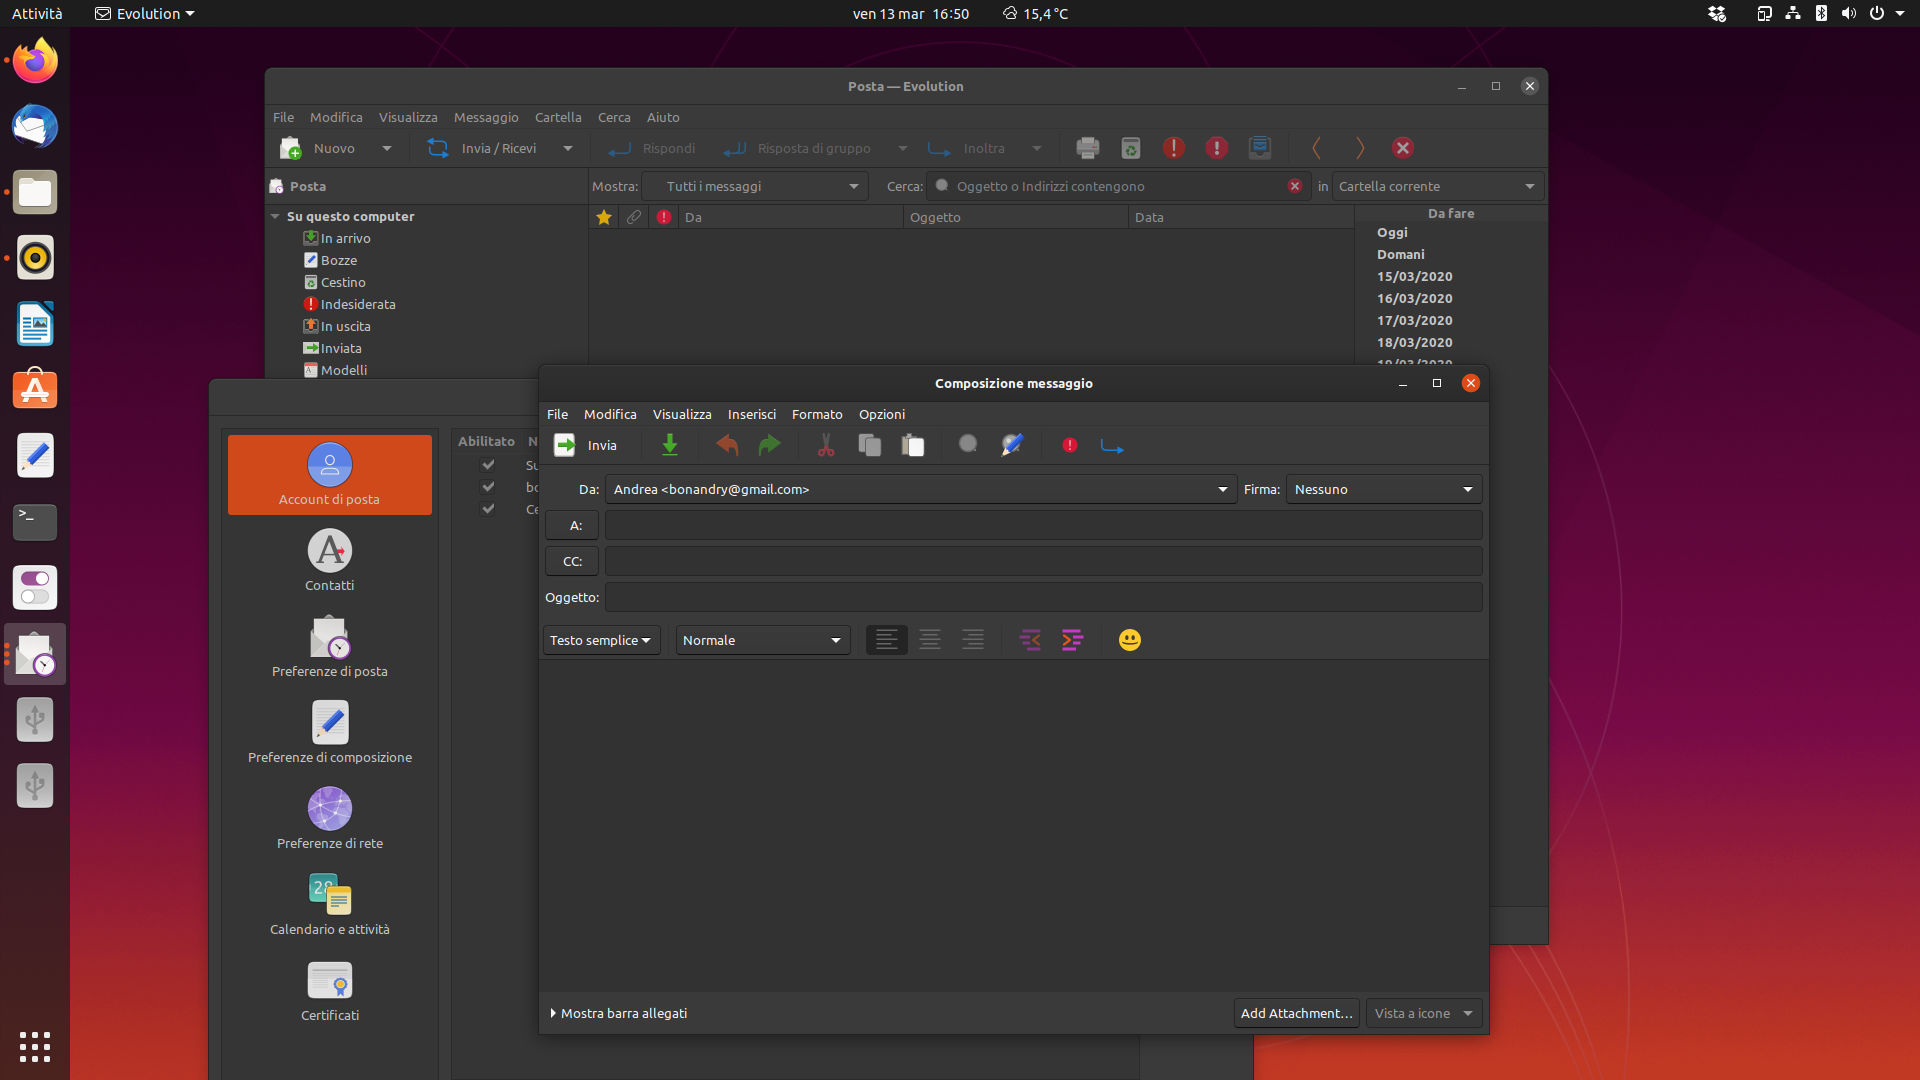 Attività Evolution ven 13 mar 16:50 15,4 °C
Posta — Evolution
File Modifica Visualizza Messaggio Cartella Cerca Aiuto
Nuovo Invia / Ricevi Rispondi Risposta di gruppo Inoltra
Posta Mostra: Tutti i messaggi Cerca: Oggetto o Indirizzi contengono in Cartella corrente
Su questo computer Da Oggetto Data Da fare
In arrivo
Bozze
Cestino
Indesiderata
In uscita
Inviata
Modelli
Oggi
Domani
15/03/2020
16/03/2020
17/03/2020
18/03/2020
19/03/2020
Abilitato N
Su
bo
Ce
Account di posta
Contatti
Preferenze di posta
Preferenze di composizione
Preferenze di rete
28
Calendario e attività
Certificati
Composizione messaggio
File Modifica Visualizza Inserisci Formato Opzioni
Invia
Da: Andrea <bonandry@gmail.com> Firma: Nessuno
A:
CC:
Oggetto:
Testo semplice Normale
Mostra barra allegati Add Attachment... Vista a icone